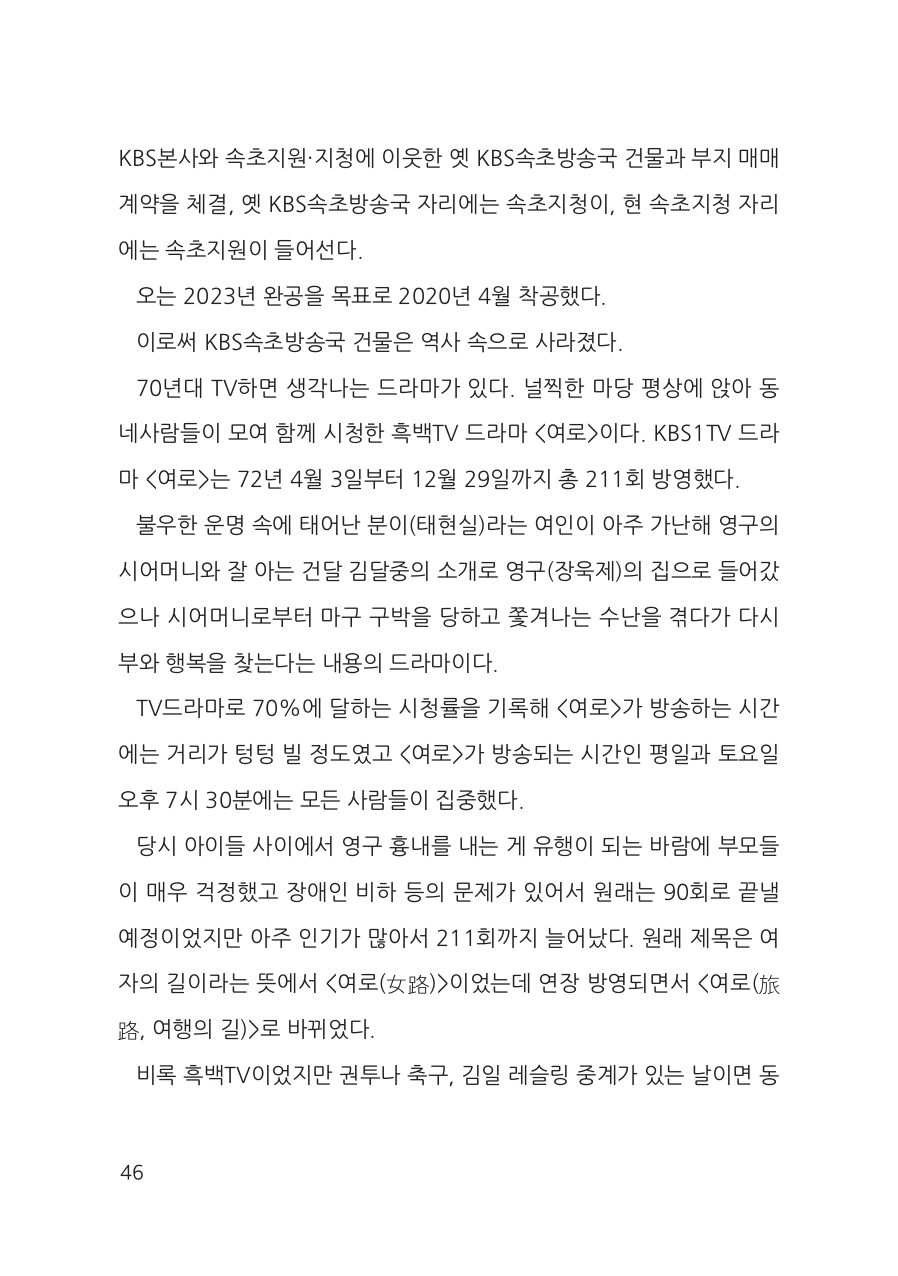 KBS본사와 속초지원·지청에 이웃한 옛 KBS속초방송국 건물과 부지 매매
계약을 체결, 옛 KBS속초방송국 자리에는 속초지청이, 현 속초지청 자리
에는 속초지원이 들어선다.
오는 2023년 완공을 목표로 2020년 4월 착공했다.
이로써 KBS속초방송국 건물은 역사 속으로 사라졌다.
70년대 TV하면 생각나는 드라마가 있다. 널찍한 마당 평상에 앉아 동
네사람들이 모여 함께 시청한 흑백TV 드라마 <여로>이다. KBS1TV 드라
마 <여로>는 72년 4월 3일부터 12월 29일까지 총 211회 방영했다.
불우한 운명 속에 태어난 분이(태현실)라는 여인이 아주 가난해 영구의
시어머니와 잘 아는 건달 김달중의 소개로 영구(장욱제)의 집으로 들어갔
으나 시어머니로부터 마구 구박을 당하고 쫓겨나는 수난을 겪다가 다시
부와 행복을 찾는다는 내용의 드라마이다.
TV드라마로 70%에 달하는 시청률을 기록해 <여로>가 방송하는 시간
에는 거리가 텅텅 빌 정도였고 <여로>가 방송되는 시간인 평일과 토요일
오후 7시 30분에는 모든 사람들이 집중했다.
당시 아이들 사이에서 영구 흉내를 내는 게 유행이 되는 바람에 부모들
이 매우 걱정했고 장애인 비하 등의 문제가 있어서 원래는 90회로 끝낼
예정이었지만 아주 인기가 많아서 211회까지 늘어났다. 원래 제목은 여
자의 길이라는 뜻에서 <여로(女路)>이었는데 연장 방영되면서 <여로(旅
路, 여행의 길)>로 바뀌었다.
비록 흑백TV이었지만 권투나 축구, 김일 레슬링 중계가 있는 날이면 동
46